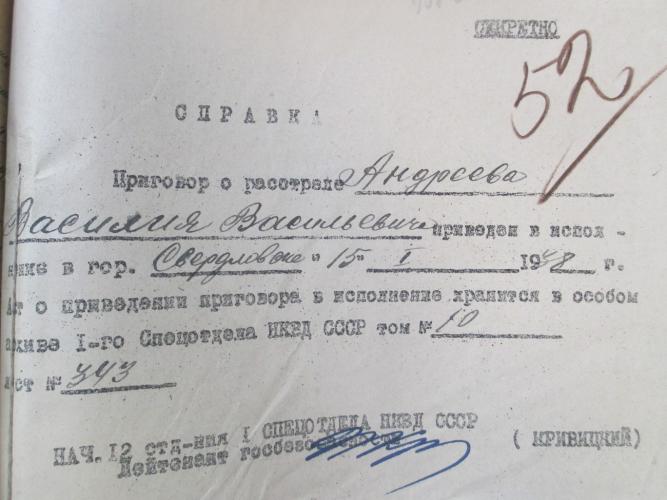 СЕКРЕТНО
52
СПРАВКА
Приговор о расстреле Андреева
Василия Васильевича приведен в испол-
нение в гор. Свердловске " 15 " I 1938 г.
Акт о приведении приговора в исполнение хранится в особом
архиве I-го Спецотдела НКВД СССР том № 10
лист № 343
НАЧ. 12 отд-ния I СПЕЦОТДЕЛА НКВД СССР
Лейтенант госбезопасности (КРИВИЦКИЙ)